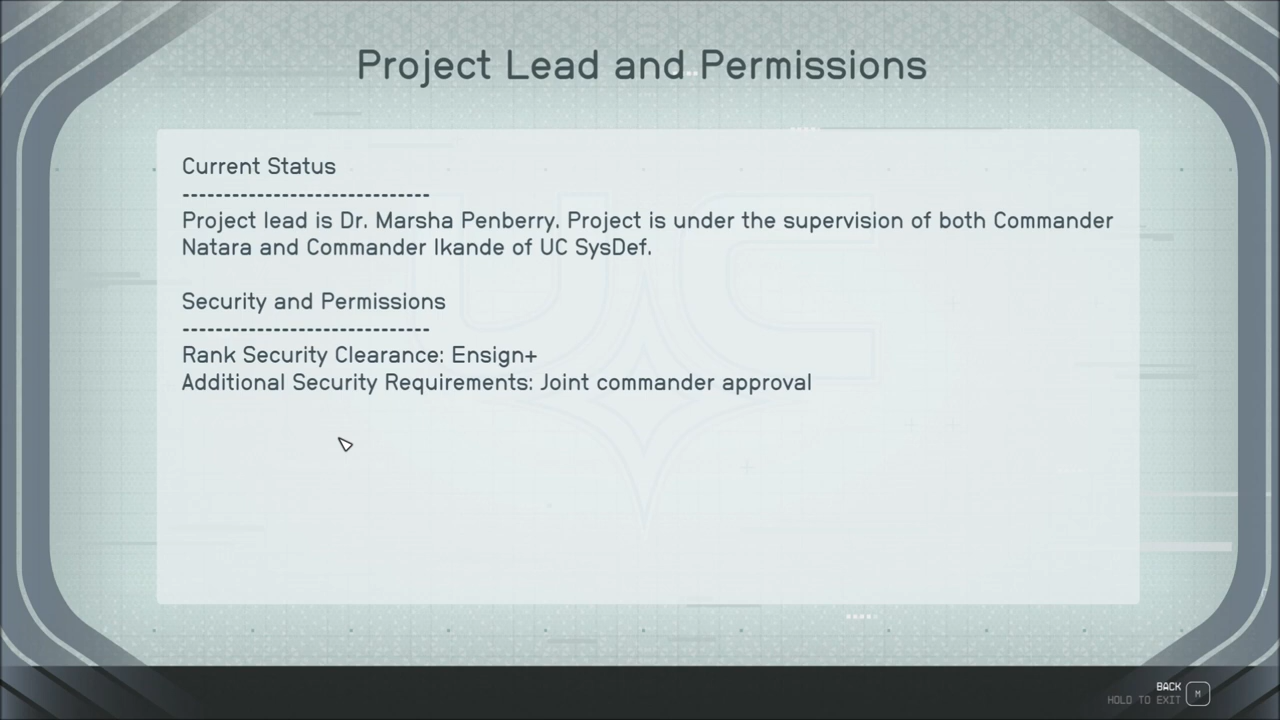 Project Lead and Permissions
Current Status
------------------------------
Project lead is Dr. Marsha Penberry. Project is under the supervision of both Commander
Natara and Commander Ikande of UC SysDef.
Security and Permissions
------------------------------
Rank Security Clearance: Ensign+
Additional Security Requirements: Joint commander approval
UC
BACK
HOLD TO EXIT
M